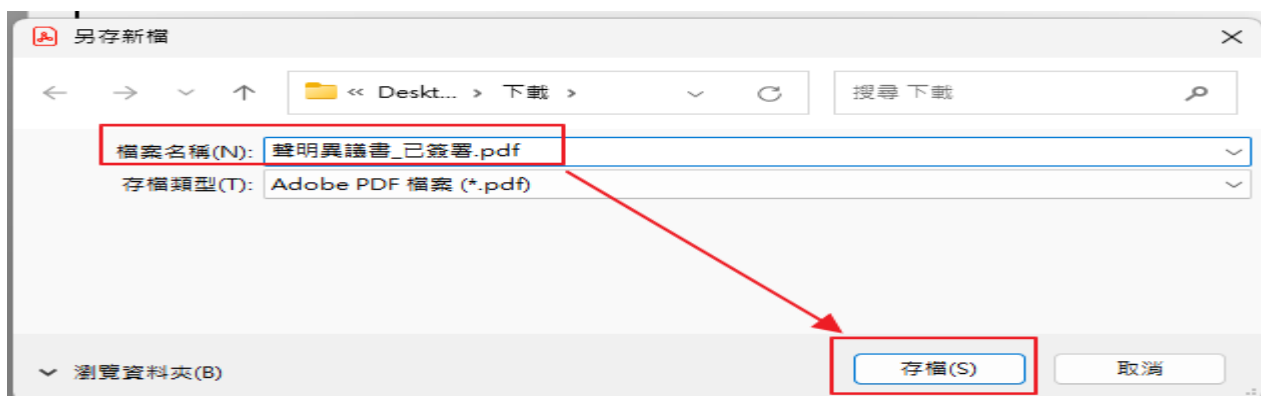 另存新檔
« Deskt... › 下載 ›
搜尋 下載
檔案名稱(N): 聲明異議書_已簽署.pdf
存檔類型(T): Adobe PDF 檔案 (*.pdf)
瀏覽資料夾(B)
存檔(S)
取消